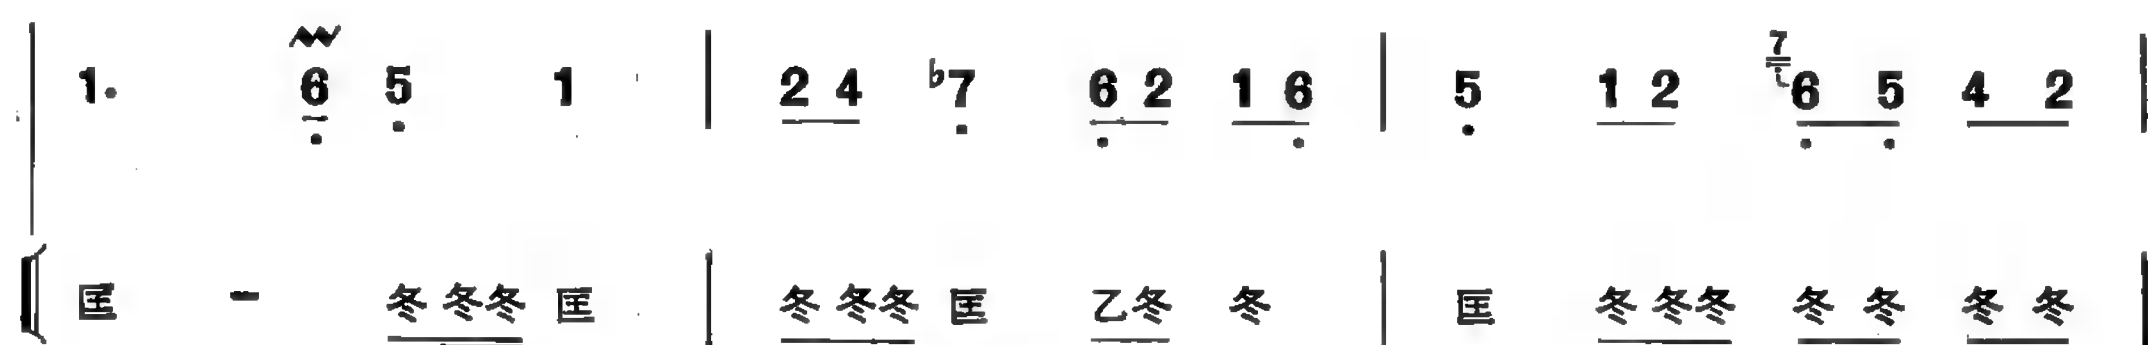 1. 6 5 1 | 2 4 ♭7 6 2 1 6 | 5 1 2 7 6 5 4 2 |
匡 - 冬 冬冬 匡 | 冬 冬冬 匡 乙冬 冬 | 匡 冬 冬冬 冬 冬 冬 冬 |